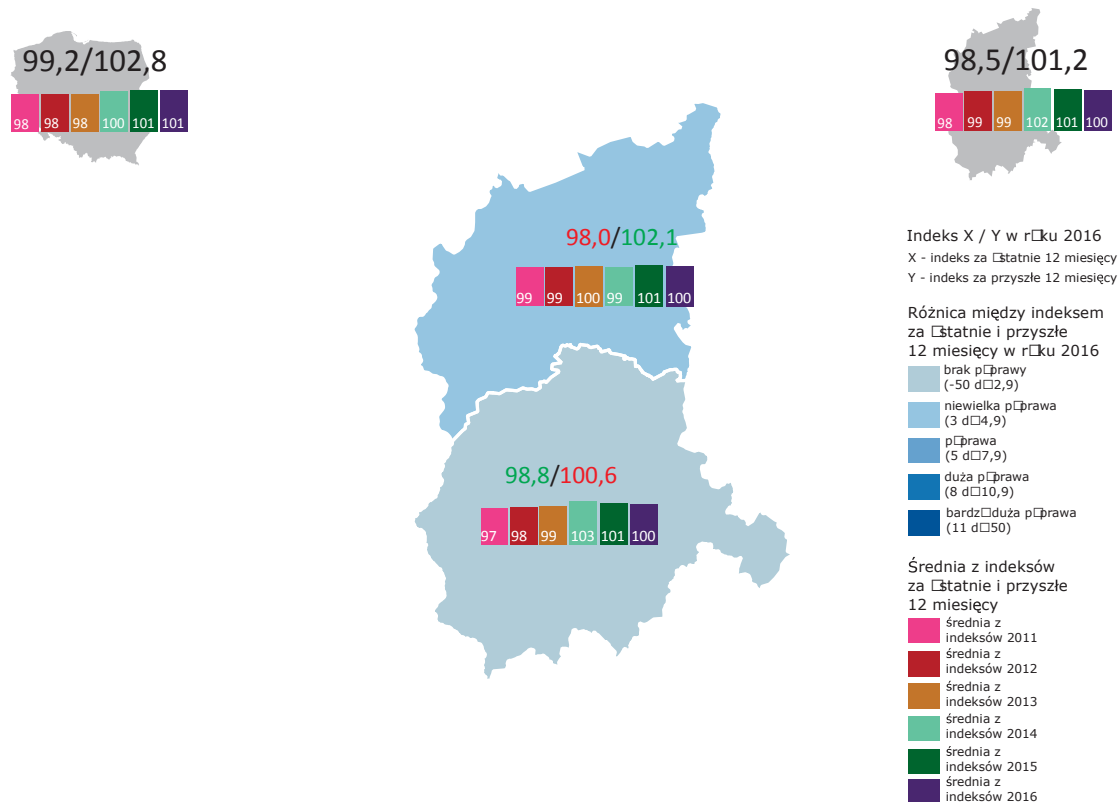 99,2/102,8
98 98 98 100 101 101
98,5/101,2
98 99 99 102 101 100
98,0/102,1
99 99 100 99 101 100
98,8/100,6
97 98 99 103 101 100
Indeks X / Y w r□ku 2016
X - indeks za □statnie 12 miesięcy
Y - indeks za przyszłe 12 miesięcy
Różnica między indeksem
za □statnie i przyszłe
12 miesięcy w r□ku 2016
brak p□prawy
(-50 d□2,9)
niewielka p□prawa
(3 d□4,9)
p□prawa
(5 d□7,9)
duża p□prawa
(8 d□10,9)
bardz□duża p□prawa
(11 d□50)
Średnia z indeksów
za □statnie i przyszłe
12 miesięcy
średnia z
indeksów 2011
średnia z
indeksów 2012
średnia z
indeksów 2013
średnia z
indeksów 2014
średnia z
indeksów 2015
średnia z
indeksów 2016